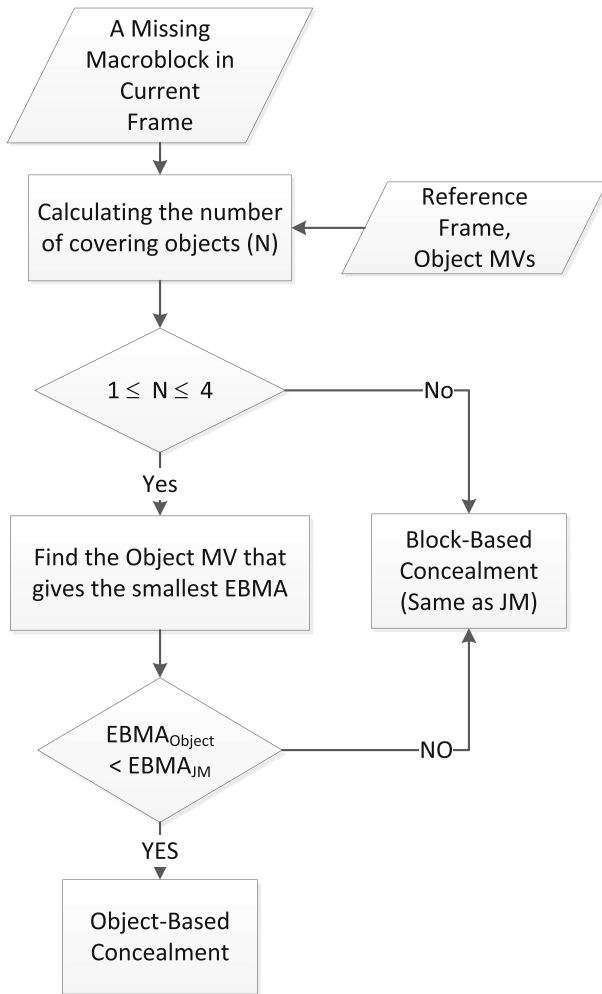 A Missing
Macroblock in
Current
Frame
Calculating the number
of covering objects (N)
Reference
Frame,
Object MVs
1 ≤ N ≤ 4
No
Yes
Find the Object MV that
gives the smallest EBMA
Block-Based
Concealment
(Same as JM)
EBMA_Object
< EBMA_JM
NO
YES
Object-Based
Concealment